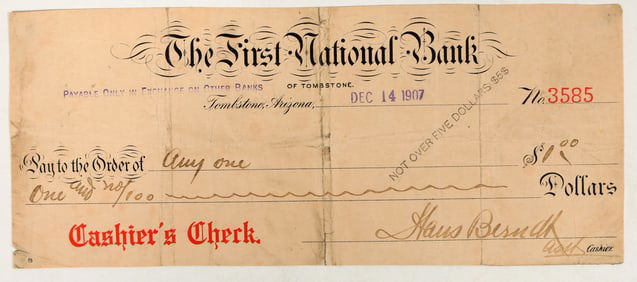 The First National Bank
OF TOMBSTONE.
PAYABLE ONLY IN EXCHANGE ON OTHER BANKS
Tombstone, Arizona, DEC 14 1907 No. 3585
NOT OVER FIVE DOLLARS $5$
Pay to the Order of Any one $1.00
One and no/100 Dollars
Cashier's Check.
Hans Berndt
Asst Cashier.